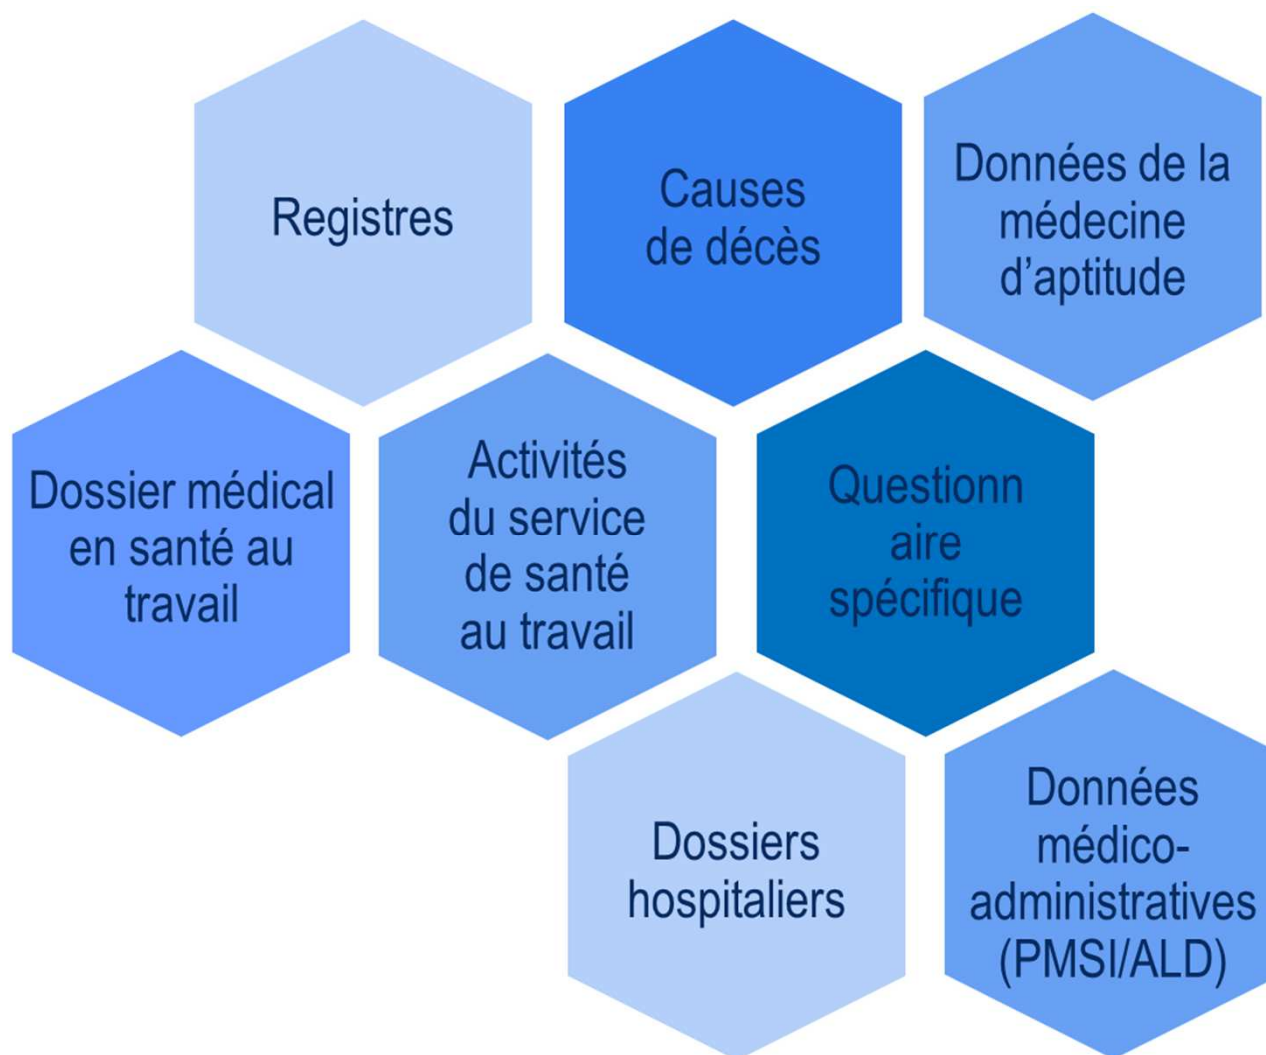 Registres
Causes
de décès
Données de la
médecine
d’aptitude
Dossier médical
en santé au
travail
Activités
du service
de santé
au travail
Questionn
aire
spécifique
Dossiers
hospitaliers
Données
médico-
administratives
(PMSI/ALD)